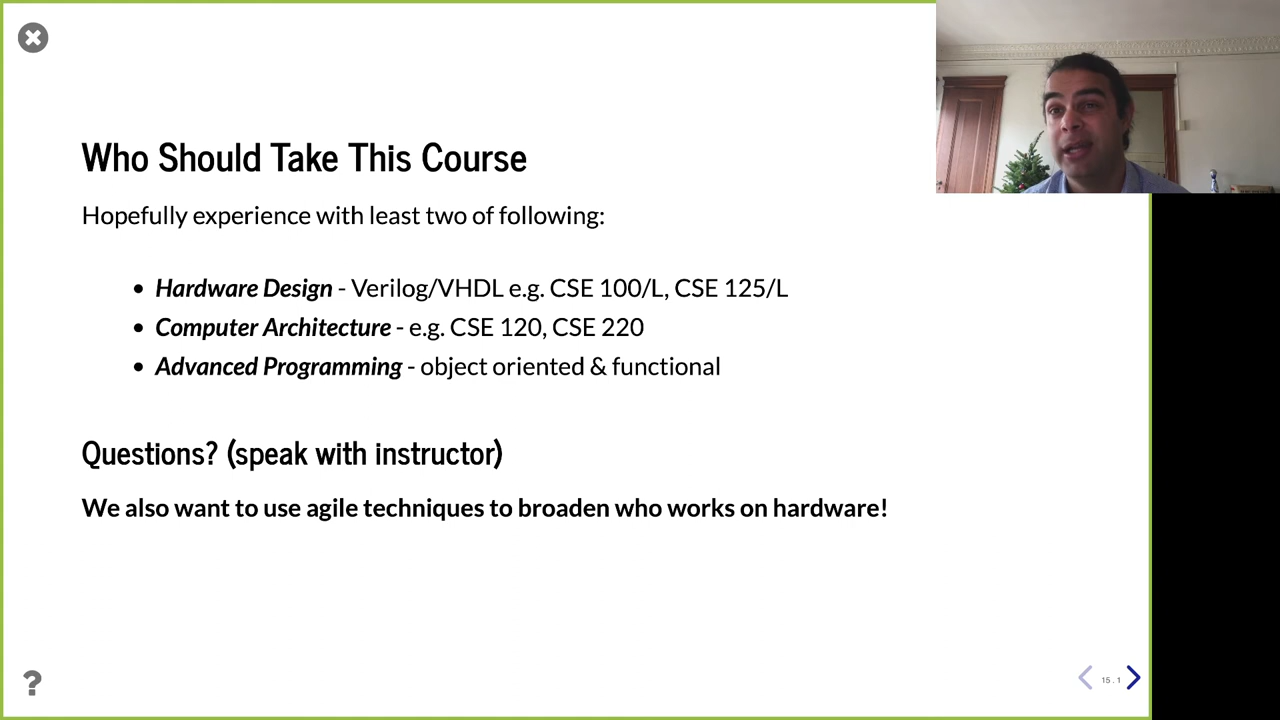 Who Should Take This Course
Hopefully experience with least two of following:
• Hardware Design - Verilog/VHDL e.g. CSE 100/L, CSE 125/L
• Computer Architecture - e.g. CSE 120, CSE 220
• Advanced Programming - object oriented & functional
Questions? (speak with instructor)
We also want to use agile techniques to broaden who works on hardware!
?
15 . 1